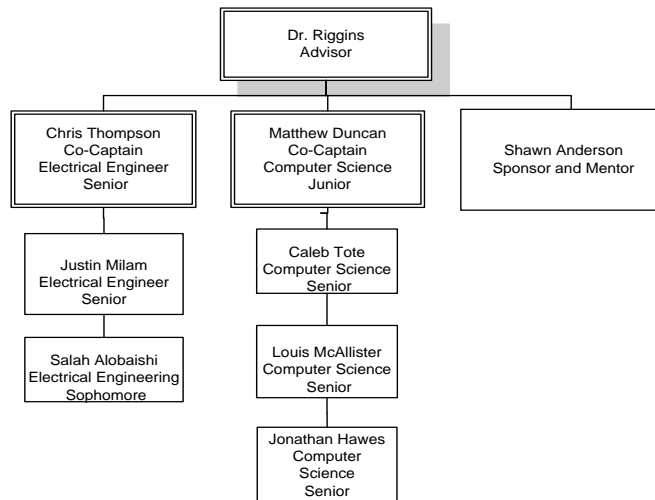 Dr. Riggins
Advisor
Chris Thompson
Co-Captain
Electrical Engineer
Senior
Matthew Duncan
Co-Captain
Computer Science
Junior
Shawn Anderson
Sponsor and Mentor
Justin Milam
Electrical Engineer
Senior
Caleb Tote
Computer Science
Senior
Salah Alobaishi
Electrical Engineering
Sophomore
Louis McAllister
Computer Science
Senior
Jonathan Hawes
Computer
Science
Senior